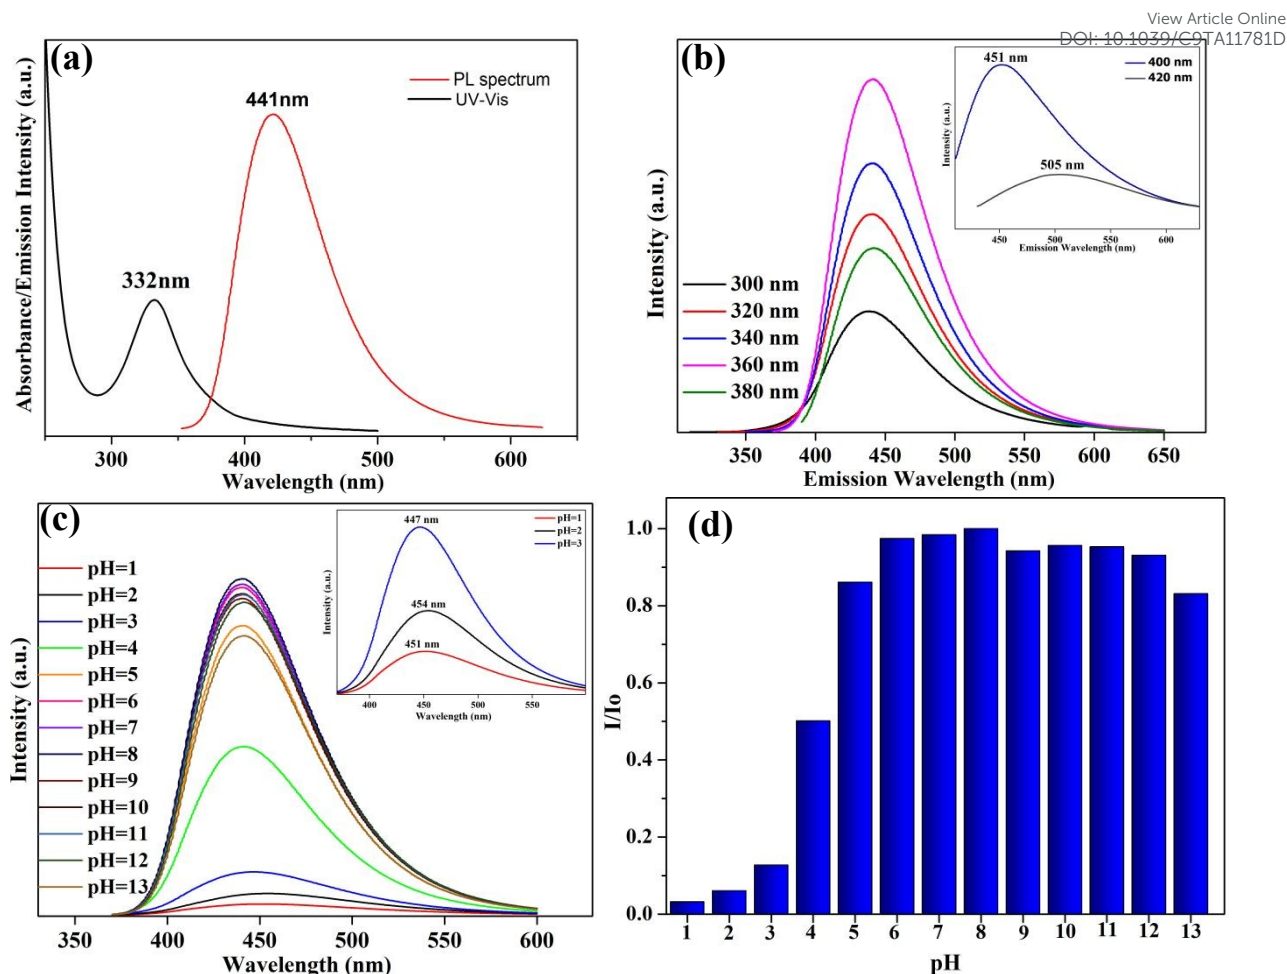 View Article Online
DOI: 10.1039/C9TA11781D
(a)
PL spectrum
UV-Vis
441nm
332nm
Absorbance/Emission Intensity (a.u.)
300
400
500
600
Wavelength (nm)
(b)
451 nm
400 nm
420 nm
505 nm
Intensity (a.u.)
450
500
550
600
Emission Wavelength (nm)
300 nm
320 nm
340 nm
360 nm
380 nm
Intensity (a.u.)
350
400
450
500
550
600
650
Emission Wavelength (nm)
(c)
pH=1
pH=2
pH=3
pH=4
pH=5
pH=6
pH=7
pH=8
pH=9
pH=10
pH=11
pH=12
pH=13
447 nm
pH=1
pH=2
pH=3
454 nm
451 nm
Intensity (a.u.)
400
450
500
550
Wavelength (nm)
Intensity (a.u.)
350
400
450
500
550
600
Wavelength (nm)
(d)
1.0
0.8
0.6
0.4
0.2
0.0
I/Io
1 2 3 4 5 6 7 8 9 10 11 12 13
pH